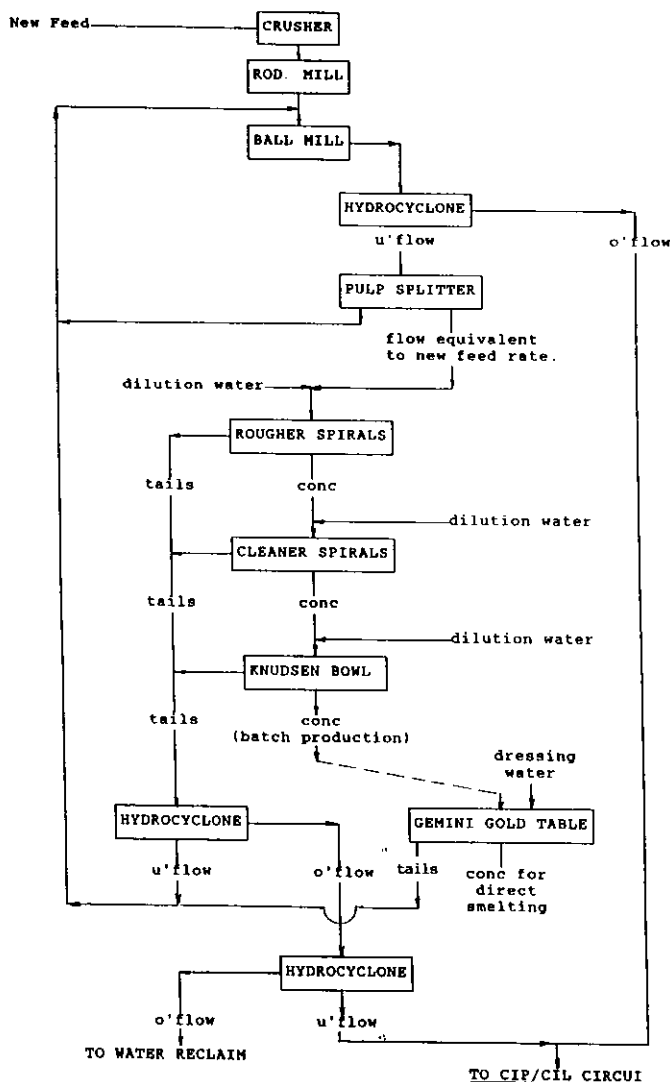 New Feed
CRUSHER
ROD. MILL
BALL MILL
HYDROCYCLONE
u'flow
o'flow
PULP SPLITTER
flow equivalent
to new feed rate.
dilution water
ROUGHER SPIRALS
tails
conc
dilution water
CLEANER SPIRALS
tails
conc
dilution water
KNUDSEN BOWL
tails
conc
(batch production)
dressing
water
HYDROCYCLONE
GEMINI GOLD TABLE
u'flow
o'flow
tails
conc for
direct
smelting
HYDROCYCLONE
o'flow
u'flow
TO WATER RECLAIM
TO CIP/CIL CIRCUI